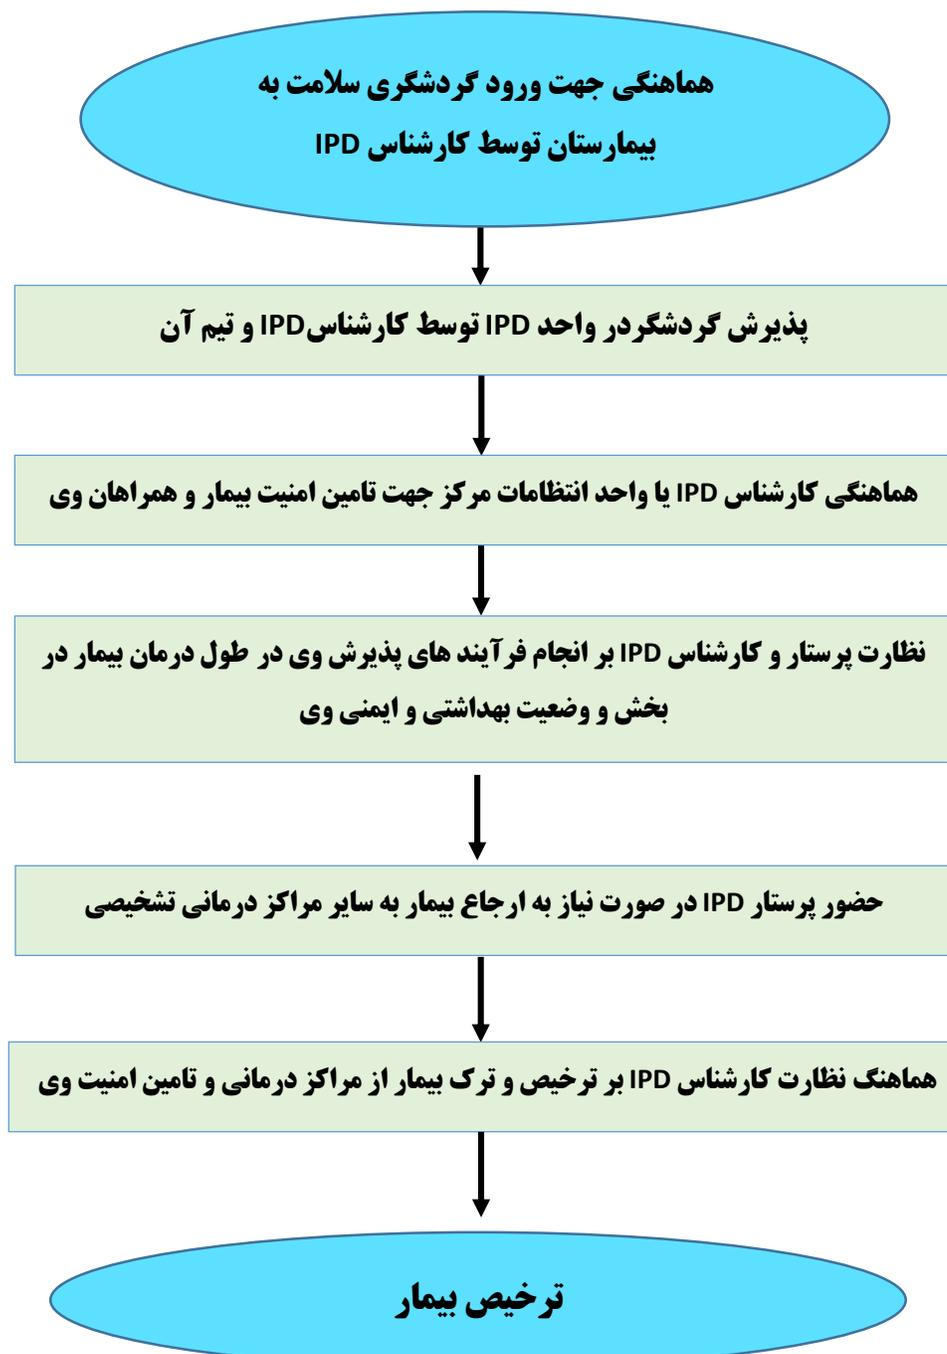 هماهنگی جهت ورود گردشگری سلامت به
بیمارستان توسط کارشناس IPD
پذیرش گردشگردر واحد IPD توسط کارشناسIPD و تیم آن
هماهنگی کارشناس IPD یا واحد انتظامات مرکز جهت تامین امنیت بیمار و همراهان وی
نظارت پرستار و کارشناس IPD بر انجام فرآیند های پذیرش وی در طول درمان بیمار در
بخش و وضعیت بهداشتی و ایمنی وی
حضور پرستار IPD در صورت نیاز به ارجاع بیمار به سایر مراکز درمانی تشخیصی
هماهنگ نظارت کارشناس IPD بر ترخیص و ترک بیمار از مراکز درمانی و تامین امنیت وی
ترخیص بیمار